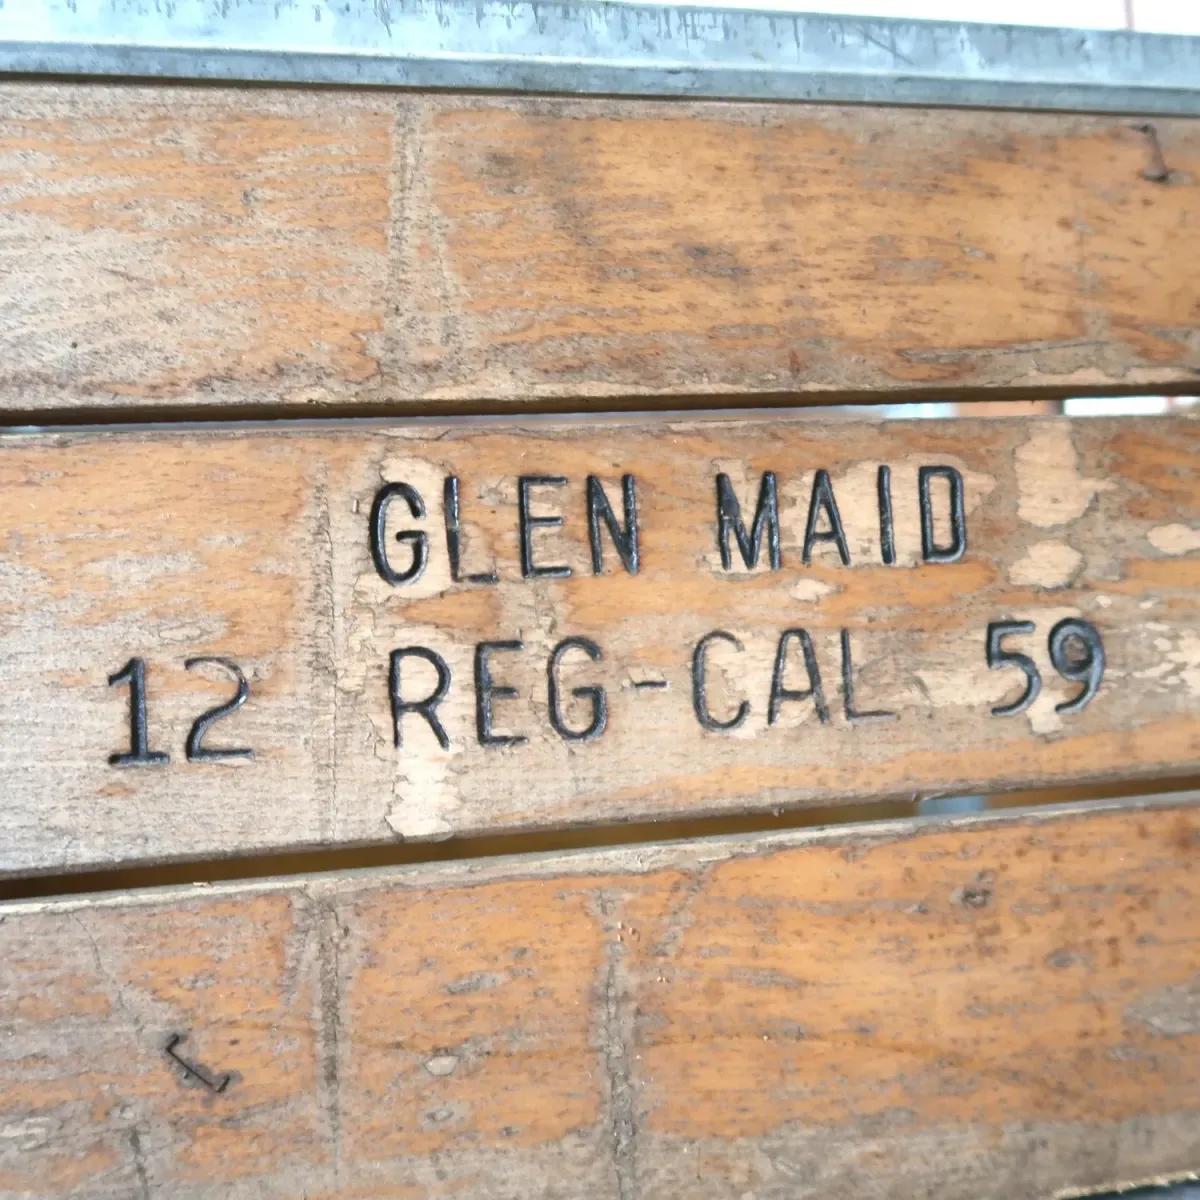 GLEN MAID
12 REG-CAL 59